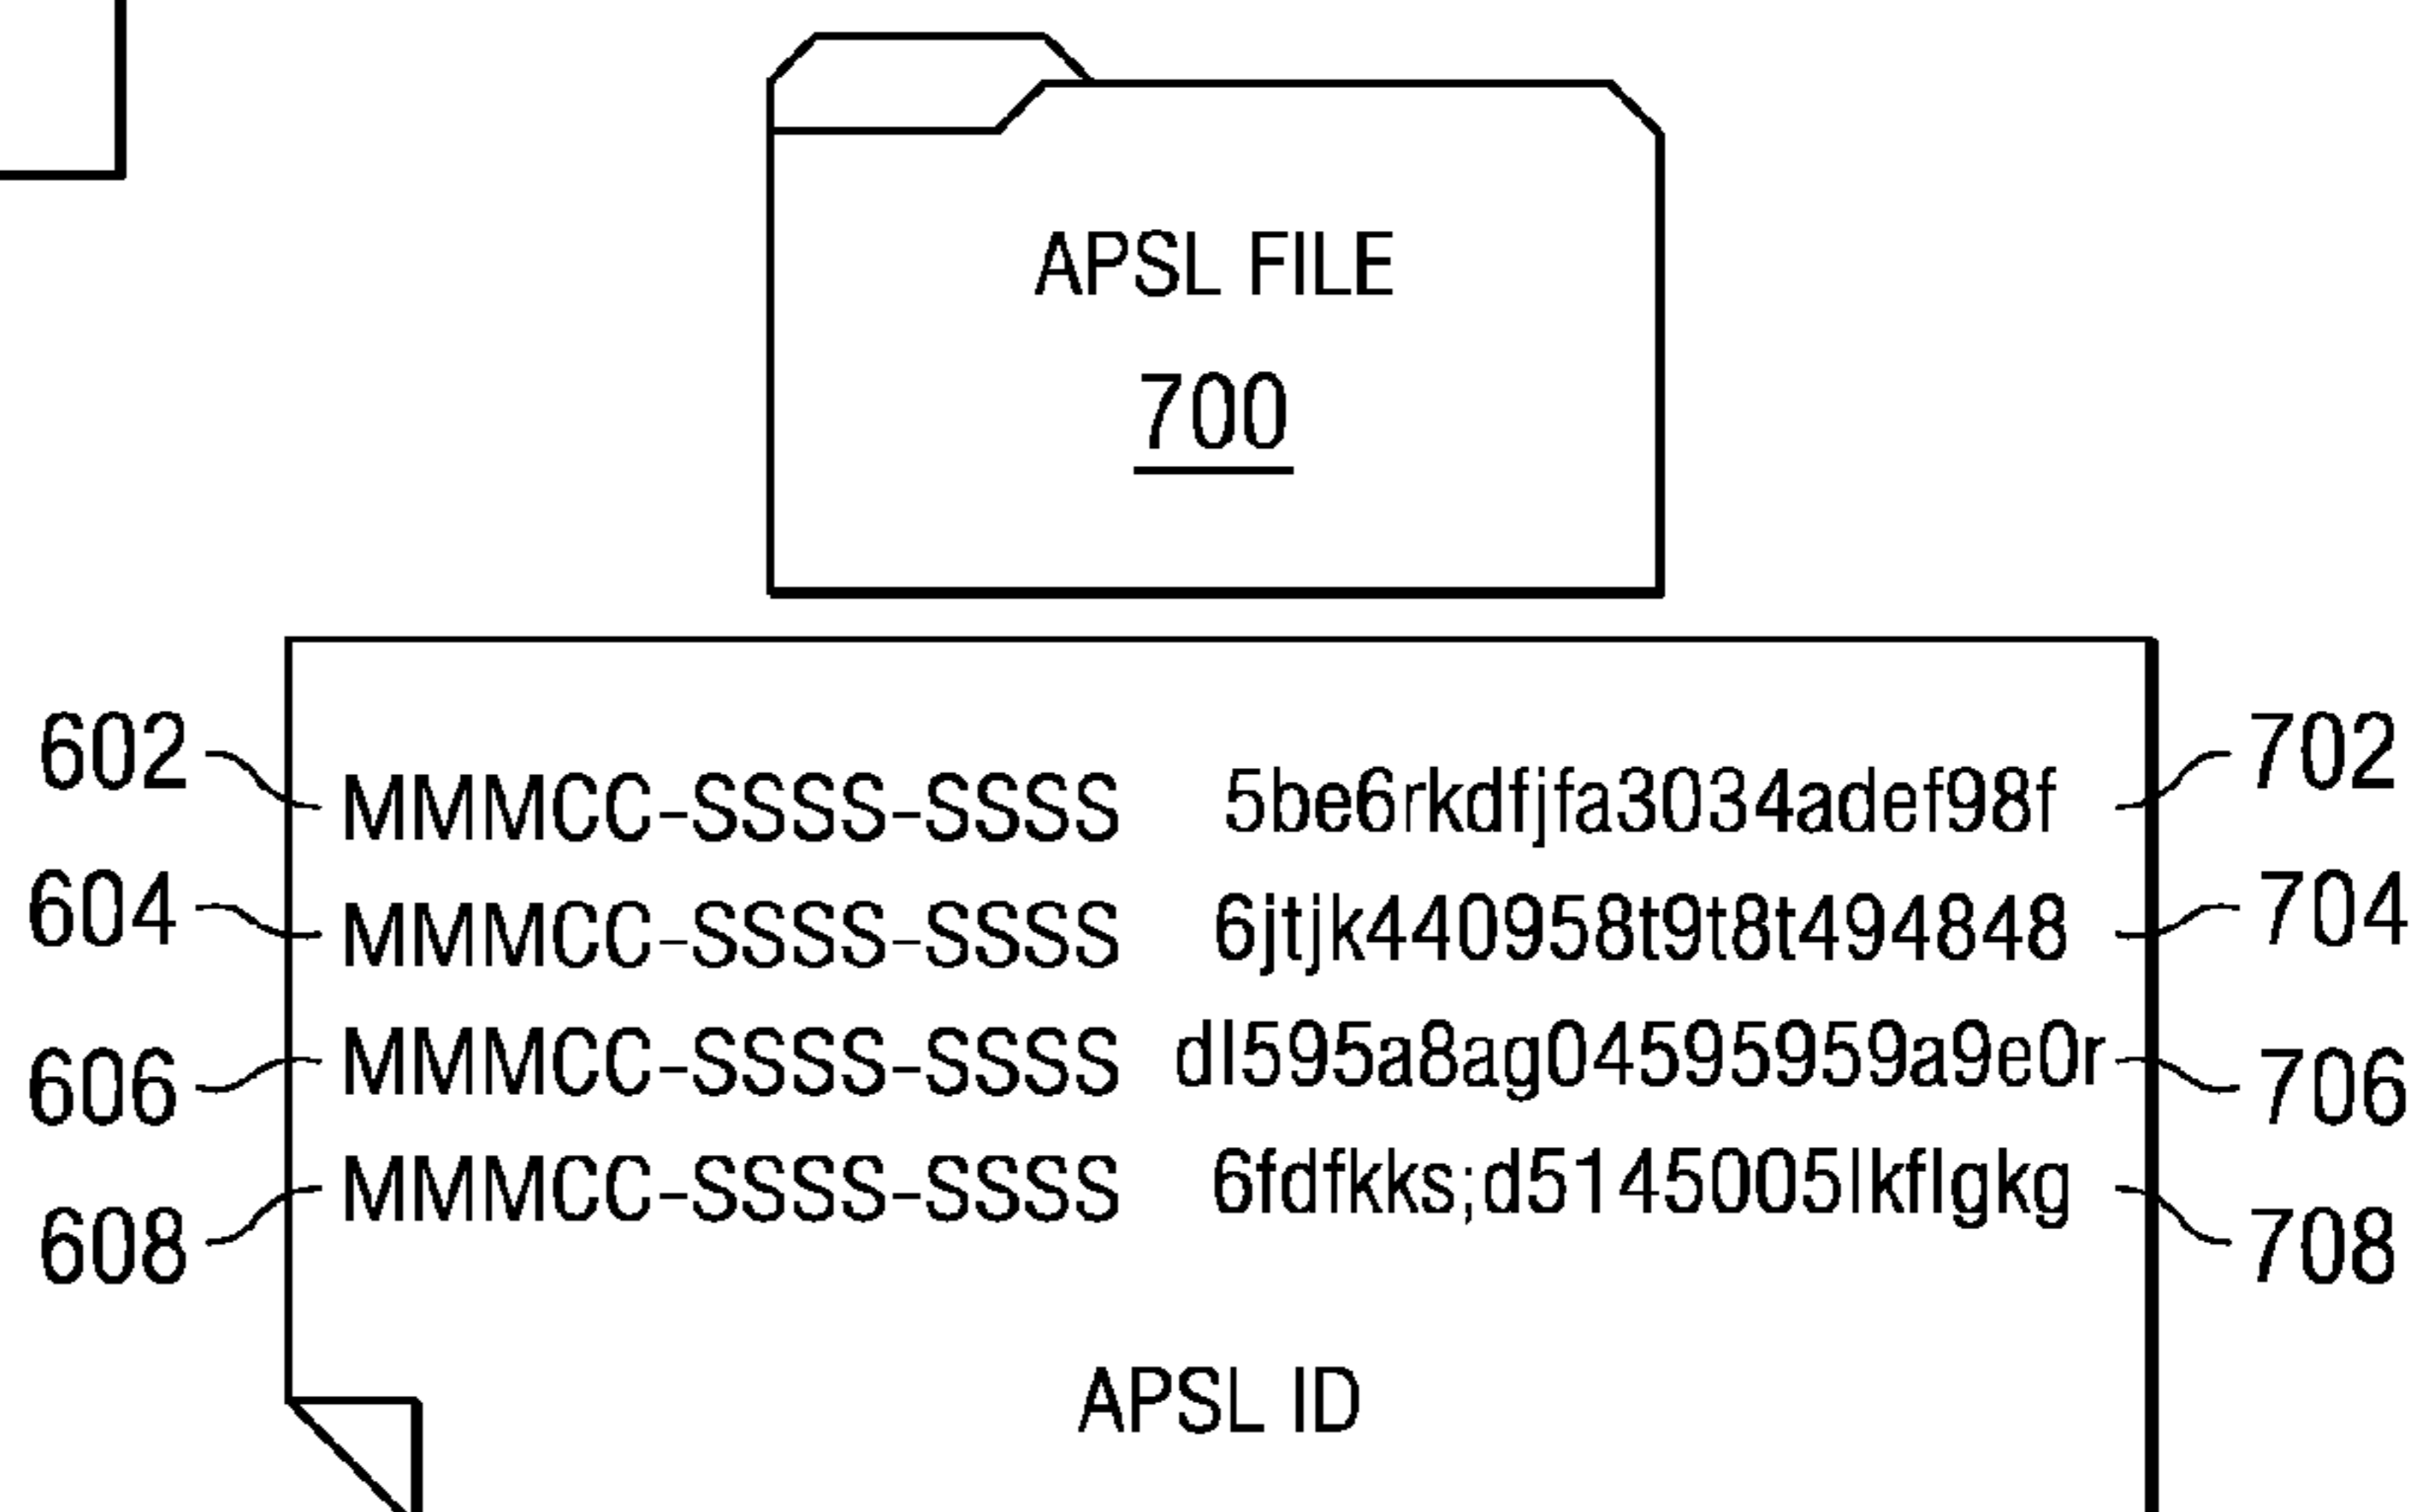 APSL FILE
700
602 MMMCC-SSSS-SSSS 5be6rkdfjfa3034adef98f 702
604 MMMCC-SSSS-SSSS 6jtjk440958t9t8t494848 704
606 MMMCC-SSSS-SSSS dl595a8ag04595959a9e0r 706
608 MMMCC-SSSS-SSSS 6fdfkks;d5145005lkflgkg 708
APSL ID